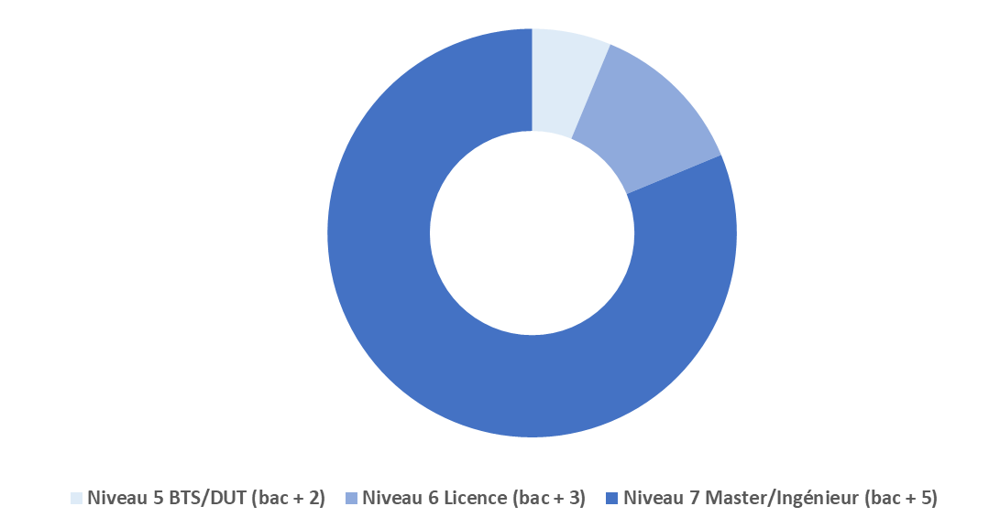 Niveau 5 BTS/DUT (bac + 2) Niveau 6 Licence (bac + 3) Niveau 7 Master/Ingénieur (bac + 5)